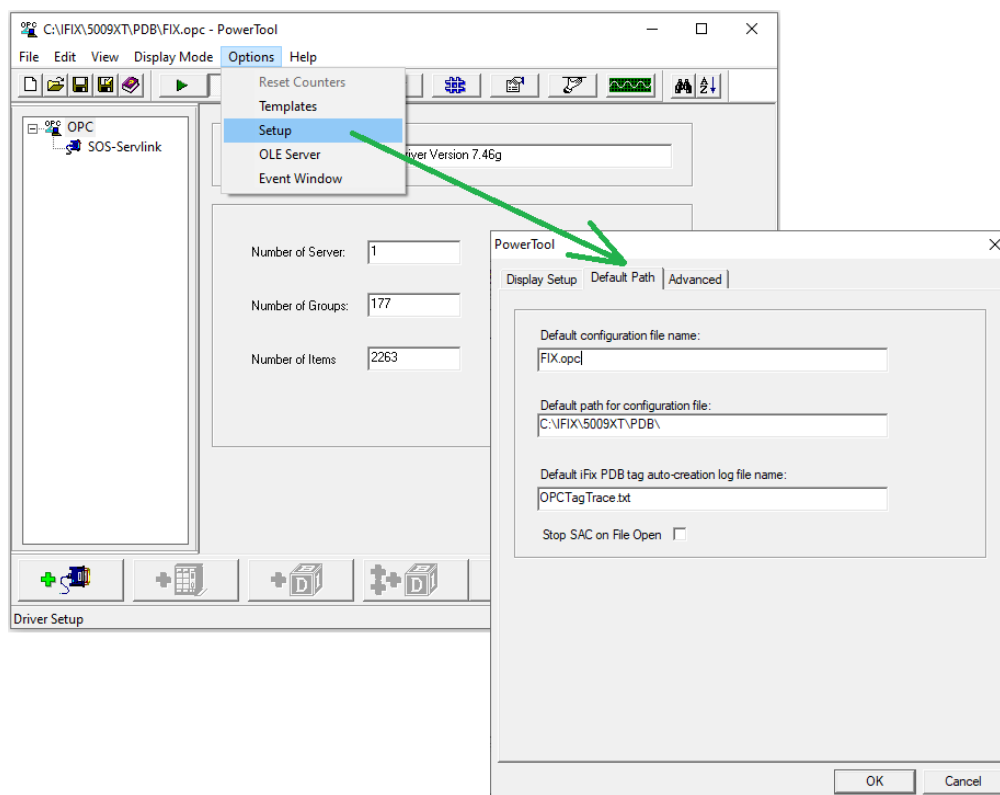 C:\IFIX\5009XT\PDB\FIX.opc - PowerTool
File Edit View Display Mode Options Help
Reset Counters
Templates
Setup
OLE Server
Event Window
OPC
SOS-Servlink
Version 7.46g
Number of Server: 1
Number of Groups: 177
Number of Items 2263
Driver Setup
PowerTool
Display Setup Default Path Advanced
Default configuration file name:
FIX.opc
Default path for configuration file:
C:\IFIX\5009XT\PDB\
Default iFix PDB tag auto-creation log file name:
OPCTagTrace.txt
Stop SAC on File Open
OK Cancel